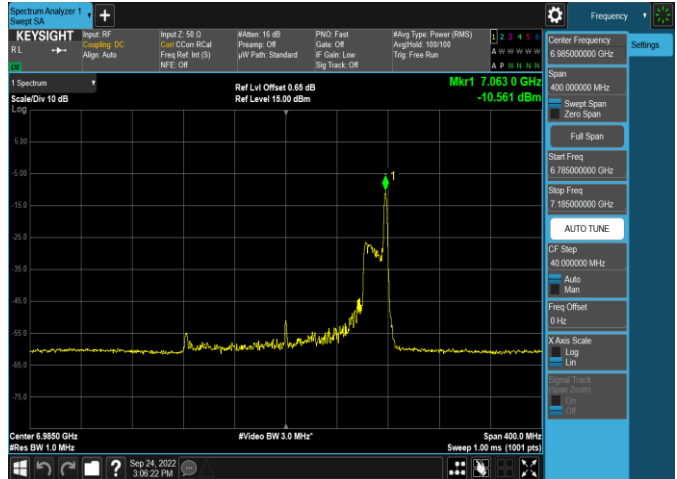 Spectrum Analyzer 1
Swept SA
Frequency
KEYSIGHT
R L
Input: RF
Coupling: DC
Align: Auto
Input Z: 50 Ω
Corr CCorr RCal
Freq Ref: Int (S)
NFE: Off
#Atten: 16 dB
Preamp: Off
µW Path: Standard
PNO: Fast
Gate: Off
IF Gain: Low
Sig Track: Off
#Avg Type: Power (RMS)
Avg|Hold: 100/100
Trig: Free Run
1 2 3 4 5 6
A W W W W W
A P N N N N
1 Spectrum
Scale/Div 10 dB
Log
Ref Lvl Offset 0.65 dB
Ref Level 15.00 dBm
Mkr1 7.063 0 GHz
-10.561 dBm
5.00
-5.00
-15.0
-25.0
-35.0
-45.0
-55.0
-65.0
-75.0
1
Center 6.9850 GHz
#Res BW 1.0 MHz
#Video BW 3.0 MHz*
Span 400.0 MHz
Sweep 1.00 ms (1001 pts)
Sep 24, 2022
3:06:22 PM
Center Frequency
6.985000000 GHz
Settings
Span
400.000000 MHz
Swept Span
Zero Span
Full Span
Start Freq
6.785000000 GHz
Stop Freq
7.185000000 GHz
AUTO TUNE
CF Step
40.000000 MHz
Auto
Man
Freq Offset
0 Hz
X Axis Scale
Log
Lin
Signal Track
(Span Zoom)
On
Off